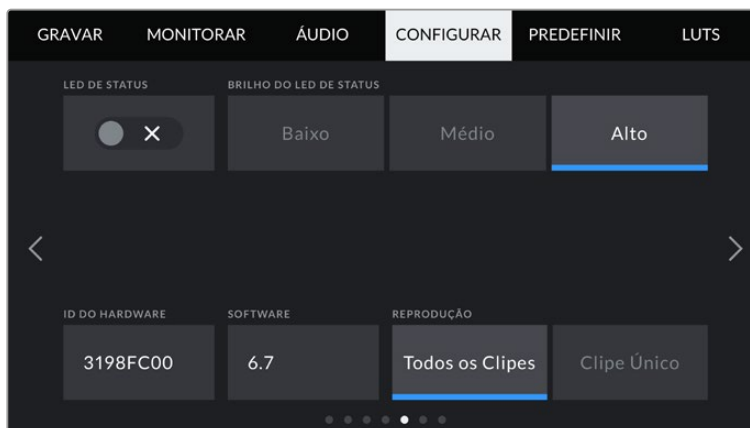 GRAVAR MONITORAR ÁUDIO CONFIGURAR PREDEFINIR LUTS
LED DE STATUS BRILHO DO LED DE STATUS
Baixo Médio Alto
ID DO HARDWARE SOFTWARE REPRODUÇÃO
3198FC00 6.7 Todos os Clipes Clipe Único